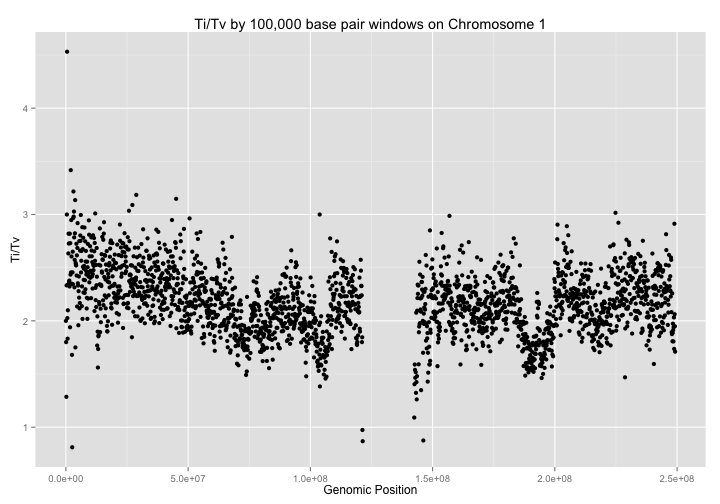 Ti/Tv by 100,000 base pair windows on Chromosome 1
Ti/Tv
4
3
2
1
0.0e+00 5.0e+07 1.0e+08 1.5e+08 2.0e+08 2.5e+08
Genomic Position